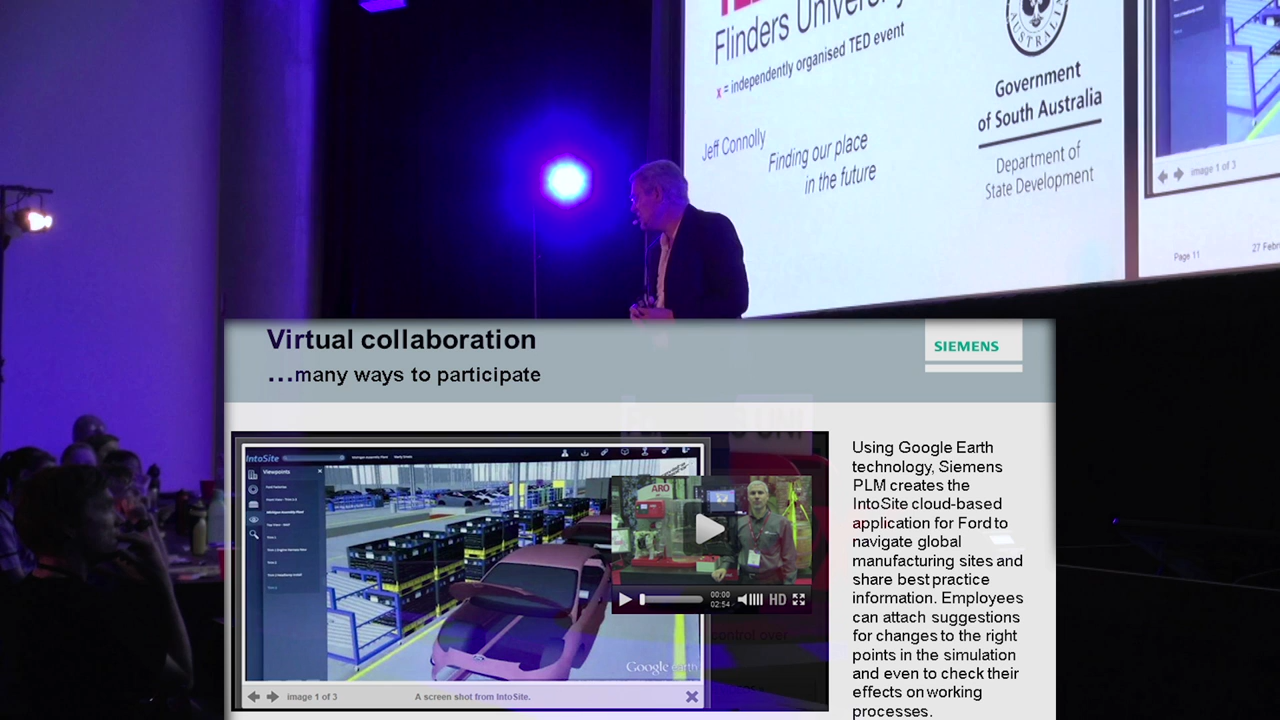 Flinders University
x = independently organised TED event
Jeff Connolly
Finding our place
in the future
AUSTRALIA
Government
of South Australia
Department of
State Development
image 1 of 3
Page 11
Virtual collaboration
...many ways to participate
SIEMENS
IntoSite
Viewpoints
ARO
00:00
02:54
HD
control over
Google earth
image 1 of 3
A screen shot from IntoSite.
Using Google Earth
technology, Siemens
PLM creates the
IntoSite cloud-based
application for Ford to
navigate global
manufacturing sites and
share best practice
information. Employees
can attach suggestions
for changes to the right
points in the simulation
and even to check their
effects on working
processes.